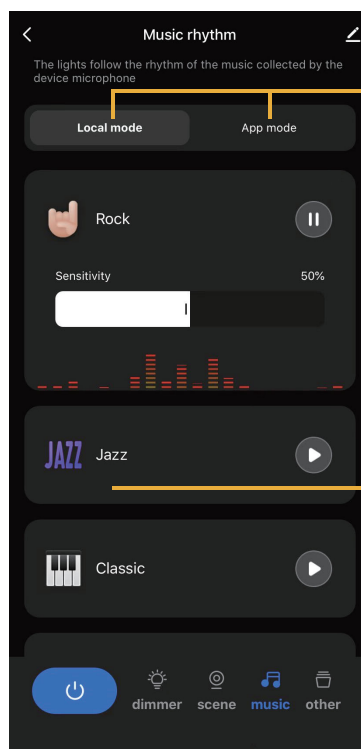 Music rhythm
The lights follow the rhythm of the music collected by the
device microphone
Local mode
App mode
Rock
Sensitivity
50%
JAZZ
Jazz
Classic
dimmer
scene
music
other